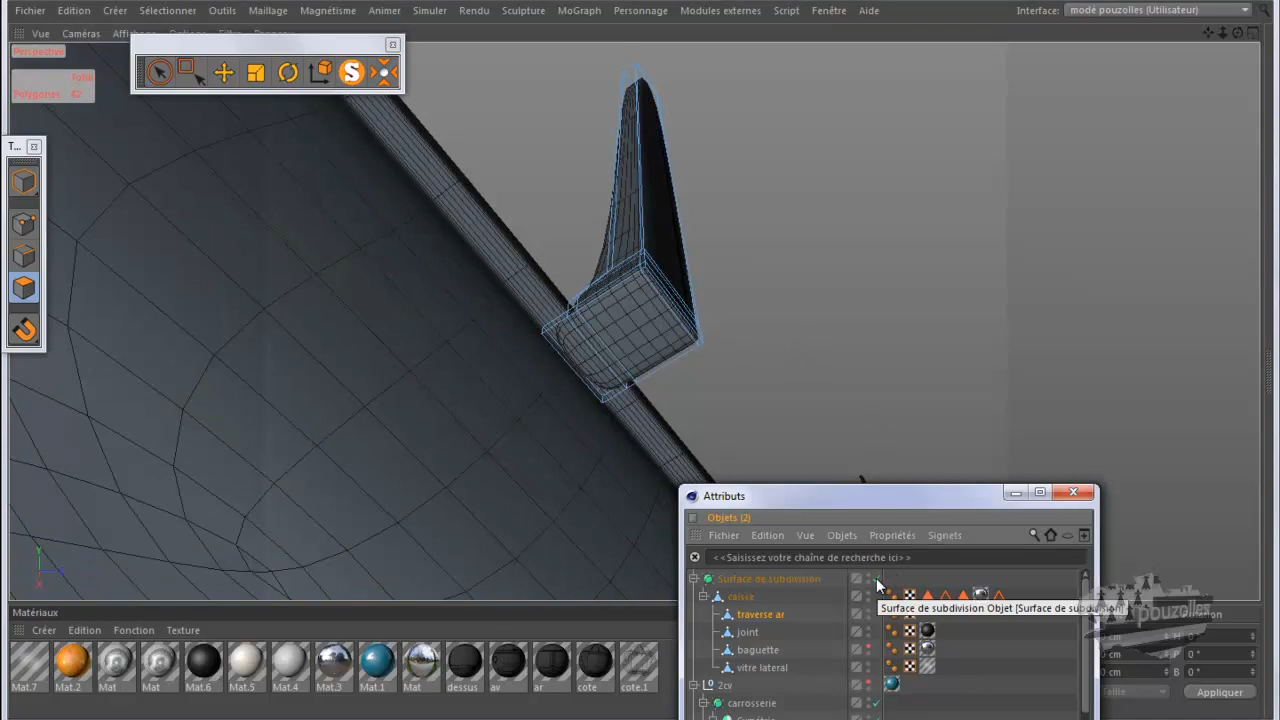 Fichier Edition Créer Sélectionner Outils Maillage Magnétisme Animer Simuler Rendu Sculpture MoGraph Personnage Modules externes Script Fenêtre Aide Interface: modé pouzolles (Utilisateur)
Vue Caméras
Perspective
Total
Polygones 42
T...
Attributs
Objets (2)
Fichier Edition Vue Objets Propriétés Signets
<<Saisissez votre chaîne de recherche ici>>
Surface de subdivision
caisse
Surface de subdivision Objet [Surface de subdivision]
traverse ar
joint
baguette
vitre lateral
2cv
carrosserie
Symétrie
Matériaux
Créer Edition Fonction Texture
Mat.7 Mat.2 Mat Mat Mat.6 Mat.5 Mat.4 Mat.3 Mat.1 Mat dessus av ar cote cote.1
pouzolles
P 0 °
B 0 °
Appliquer
Y
Z
X